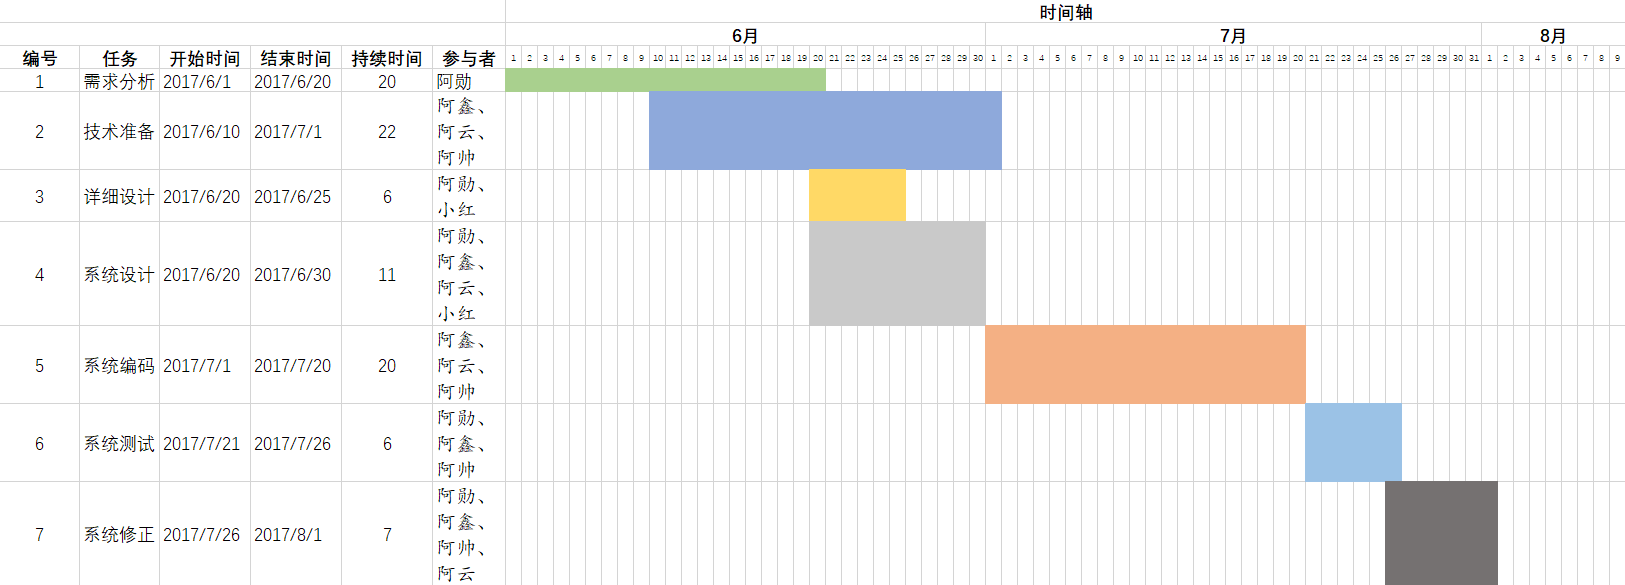 时间轴
6月 7月 8月
编号 任务 开始时间 结束时间 持续时间 参与者 1 2 3 4 5 6 7 8 9 10 11 12 13 14 15 16 17 18 19 20 21 22 23 24 25 26 27 28 29 30 1 2 3 4 5 6 7 8 9 10 11 12 13 14 15 16 17 18 19 20 21 22 23 24 25 26 27 28 29 30 31 1 2 3 4 5 6 7 8 9
1 需求分析 2017/6/1 2017/6/20 20 阿勋
阿鑫、
2 技术准备 2017/6/10 2017/7/1 22 阿云、
阿帅
3 详细设计 2017/6/20 2017/6/25 6 阿勋、
小红
阿勋、
4 系统设计 2017/6/20 2017/6/30 11 阿鑫、
阿云、
小红
阿鑫、
5 系统编码 2017/7/1 2017/7/20 20 阿云、
阿帅
阿勋、
6 系统测试 2017/7/21 2017/7/26 6 阿鑫、
阿帅
阿勋、
7 系统修正 2017/7/26 2017/8/1 7 阿鑫、
阿帅、
阿云